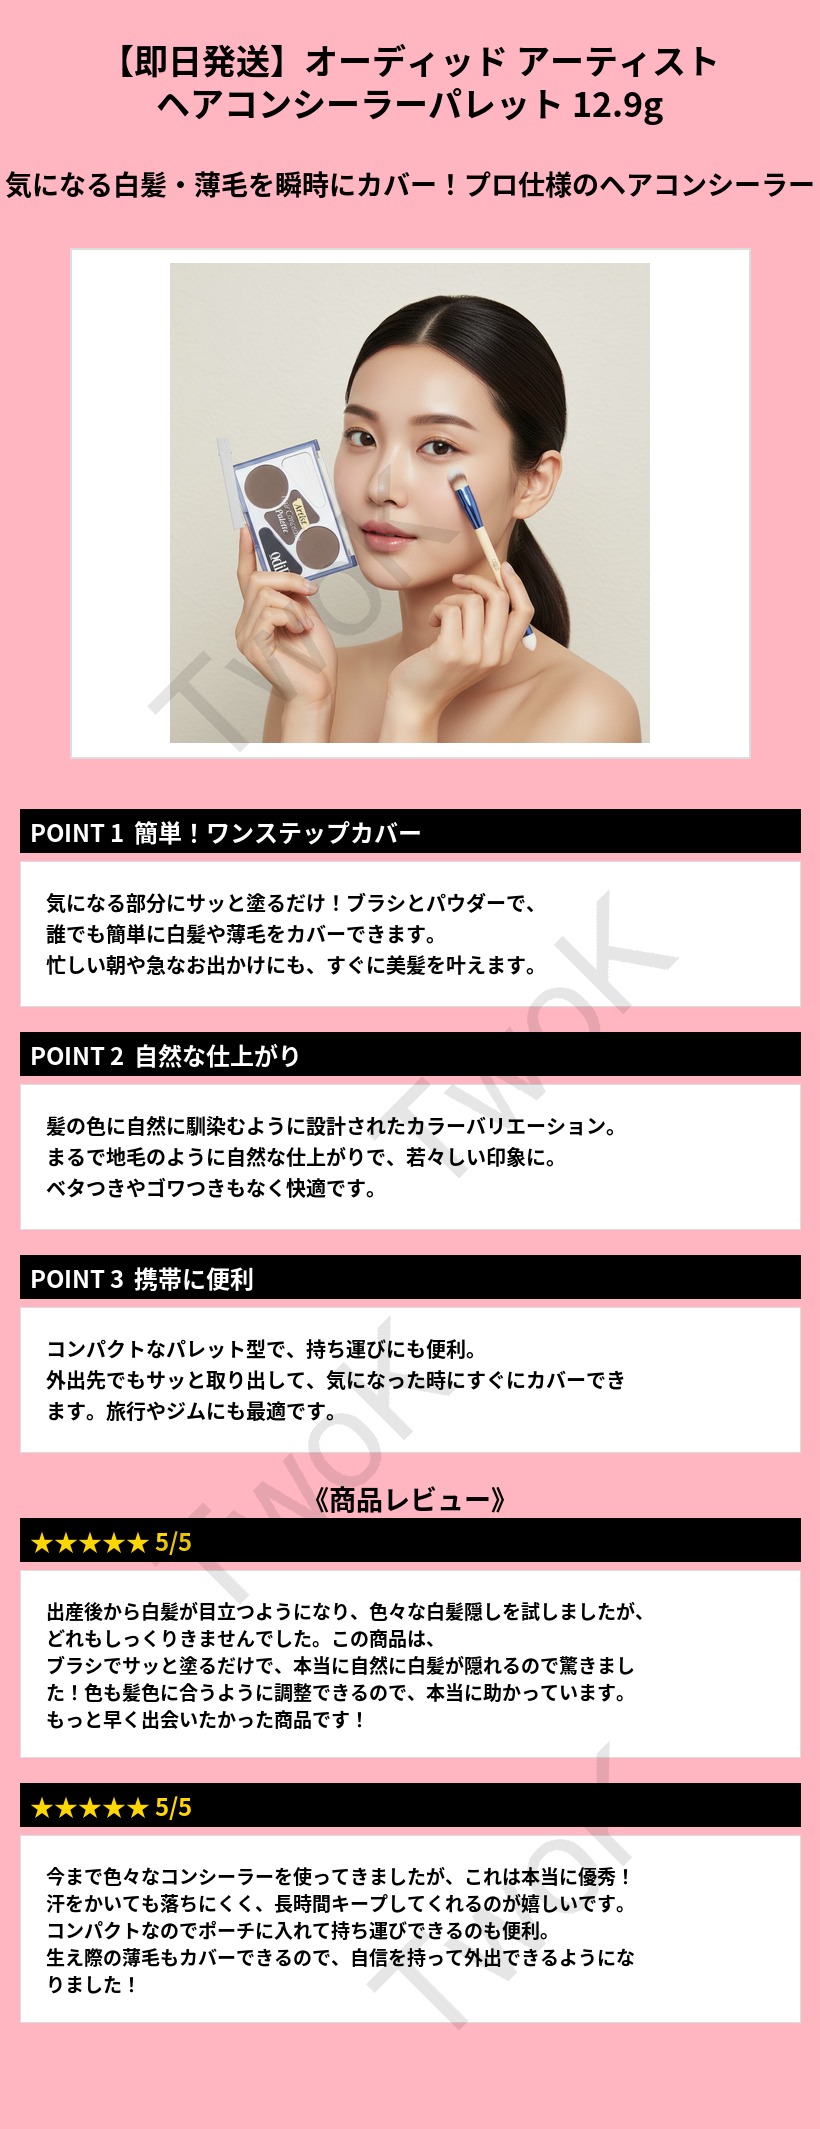 【即日発送】オーディッド アーティスト
ヘアコンシーラーパレット 12.9g
気になる白髪・薄毛を瞬時にカバー！プロ仕様のヘアコンシーラー
Artist
Palette
TwoK
POINT 1 簡単！ワンステップカバー
気になる部分にサッと塗るだけ！ブラシとパウダーで、
誰でも簡単に白髪や薄毛をカバーできます。
忙しい朝や急なお出かけにも、すぐに美髪を叶えます。
TwoK
POINT 2 自然な仕上がり
髪の色に自然に馴染むように設計されたカラーバリエーション。
まるで地毛のように自然な仕上がりで、若々しい印象に。
ベタつきやゴワつきもなく快適です。
POINT 3 携帯に便利
コンパクトなパレット型で、持ち運びにも便利。
外出先でもサッと取り出して、気になった時にすぐにカバーでき
ます。旅行やジムにも最適です。
TwoK
《商品レビュー》
★★★★★ 5/5
出産後から白髪が目立つようになり、色々な白髪隠しを試しましたが、
どれもしっくりきませんでした。この商品は、
ブラシでサッと塗るだけで、本当に自然に白髪が隠れるので驚きまし
た！色も髪色に合うように調整できるので、本当に助かっています。
もっと早く出会いたかった商品です！
★★★★★ 5/5
今まで色々なコンシーラーを使ってきましたが、これは本当に優秀！
汗をかいても落ちにくく、長時間キープしてくれるのが嬉しいです。
コンパクトなのでポーチに入れて持ち運びできるのも便利。
生え際の薄毛もカバーできるので、自信を持って外出できるようにな
りました！
TwoK